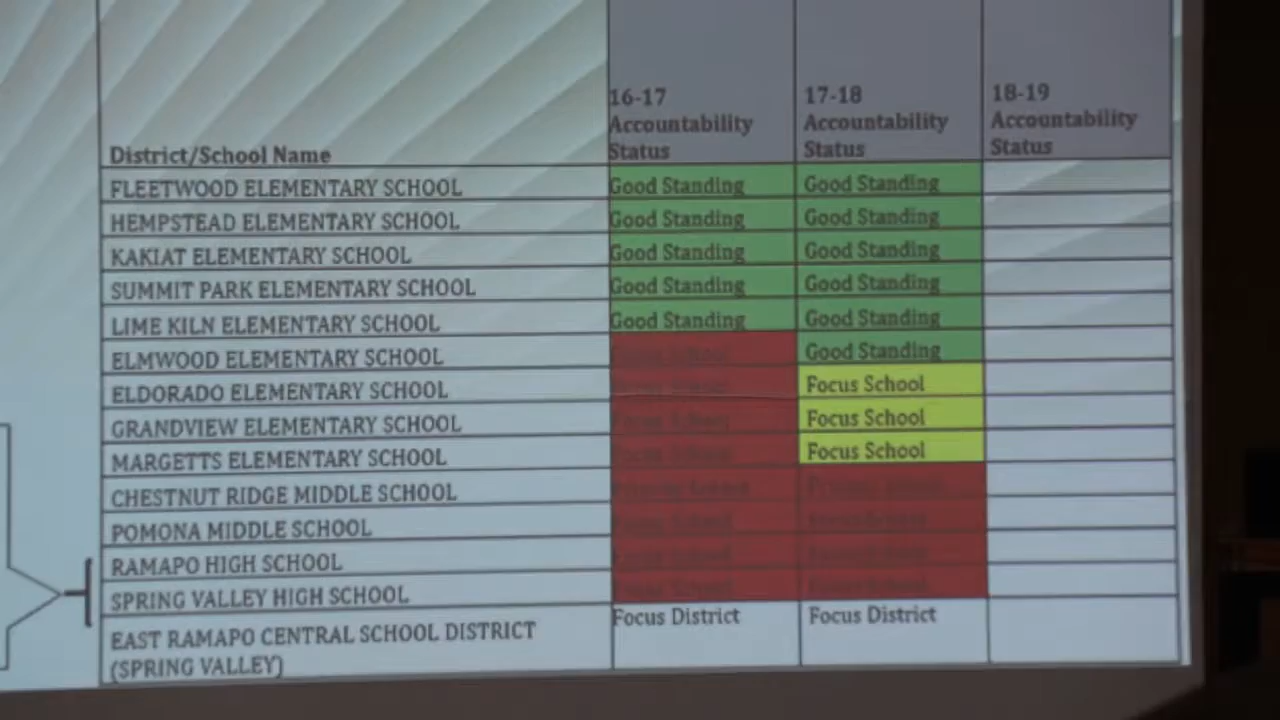 16-17 Accountability Status
17-18 Accountability Status
18-19 Accountability Status
District/School Name
FLEETWOOD ELEMENTARY SCHOOL Good Standing Good Standing
HEMPSTEAD ELEMENTARY SCHOOL Good Standing Good Standing
KAKIAT ELEMENTARY SCHOOL Good Standing Good Standing
SUMMIT PARK ELEMENTARY SCHOOL Good Standing Good Standing
LIME KILN ELEMENTARY SCHOOL Good Standing Good Standing
ELMWOOD ELEMENTARY SCHOOL Good Standing
ELDORADO ELEMENTARY SCHOOL Focus School
GRANDVIEW ELEMENTARY SCHOOL Focus School
MARGETTS ELEMENTARY SCHOOL Focus School
CHESTNUT RIDGE MIDDLE SCHOOL
POMONA MIDDLE SCHOOL
RAMAPO HIGH SCHOOL
SPRING VALLEY HIGH SCHOOL
EAST RAMAPO CENTRAL SCHOOL DISTRICT Focus District Focus District
(SPRING VALLEY)